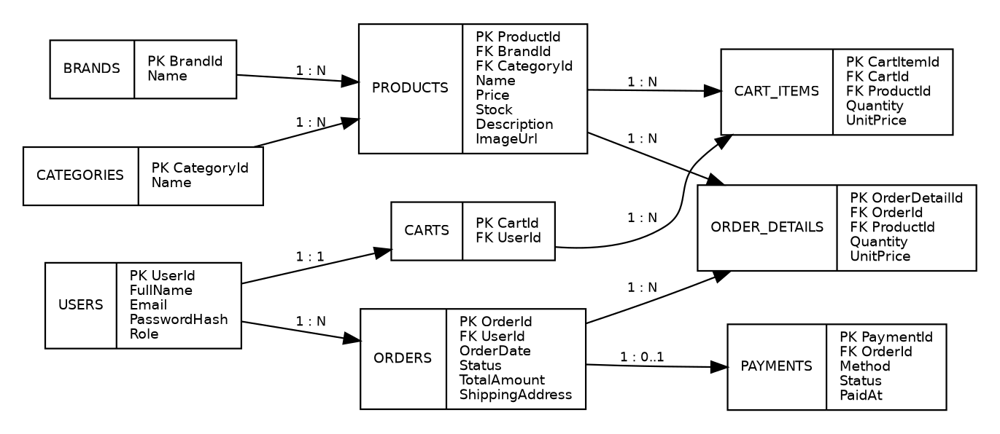 BRANDS
PK BrandId
Name
1 : N
CATEGORIES
PK CategoryId
Name
1 : N
USERS
PK UserId
FullName
Email
PasswordHash
Role
1 : 1
1 : N
PRODUCTS
PK ProductId
FK BrandId
FK CategoryId
Name
Price
Stock
Description
ImageUrl
1 : N
1 : N
CARTS
PK CartId
FK UserId
1 : N
ORDERS
PK OrderId
FK UserId
OrderDate
Status
TotalAmount
ShippingAddress
1 : N
1 : 0..1
CART_ITEMS
PK CartItemId
FK CartId
FK ProductId
Quantity
UnitPrice
ORDER_DETAILS
PK OrderDetailId
FK OrderId
FK ProductId
Quantity
UnitPrice
PAYMENTS
PK PaymentId
FK OrderId
Method
Status
PaidAt